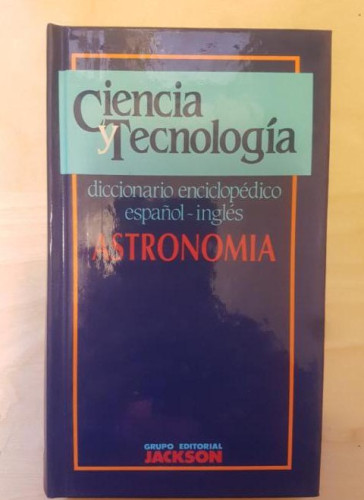 Ciencia
y Tecnología
diccionario enciclopédico
español-inglés
ASTRONOMIA
GRUPO EDITORIAL
JACKSON